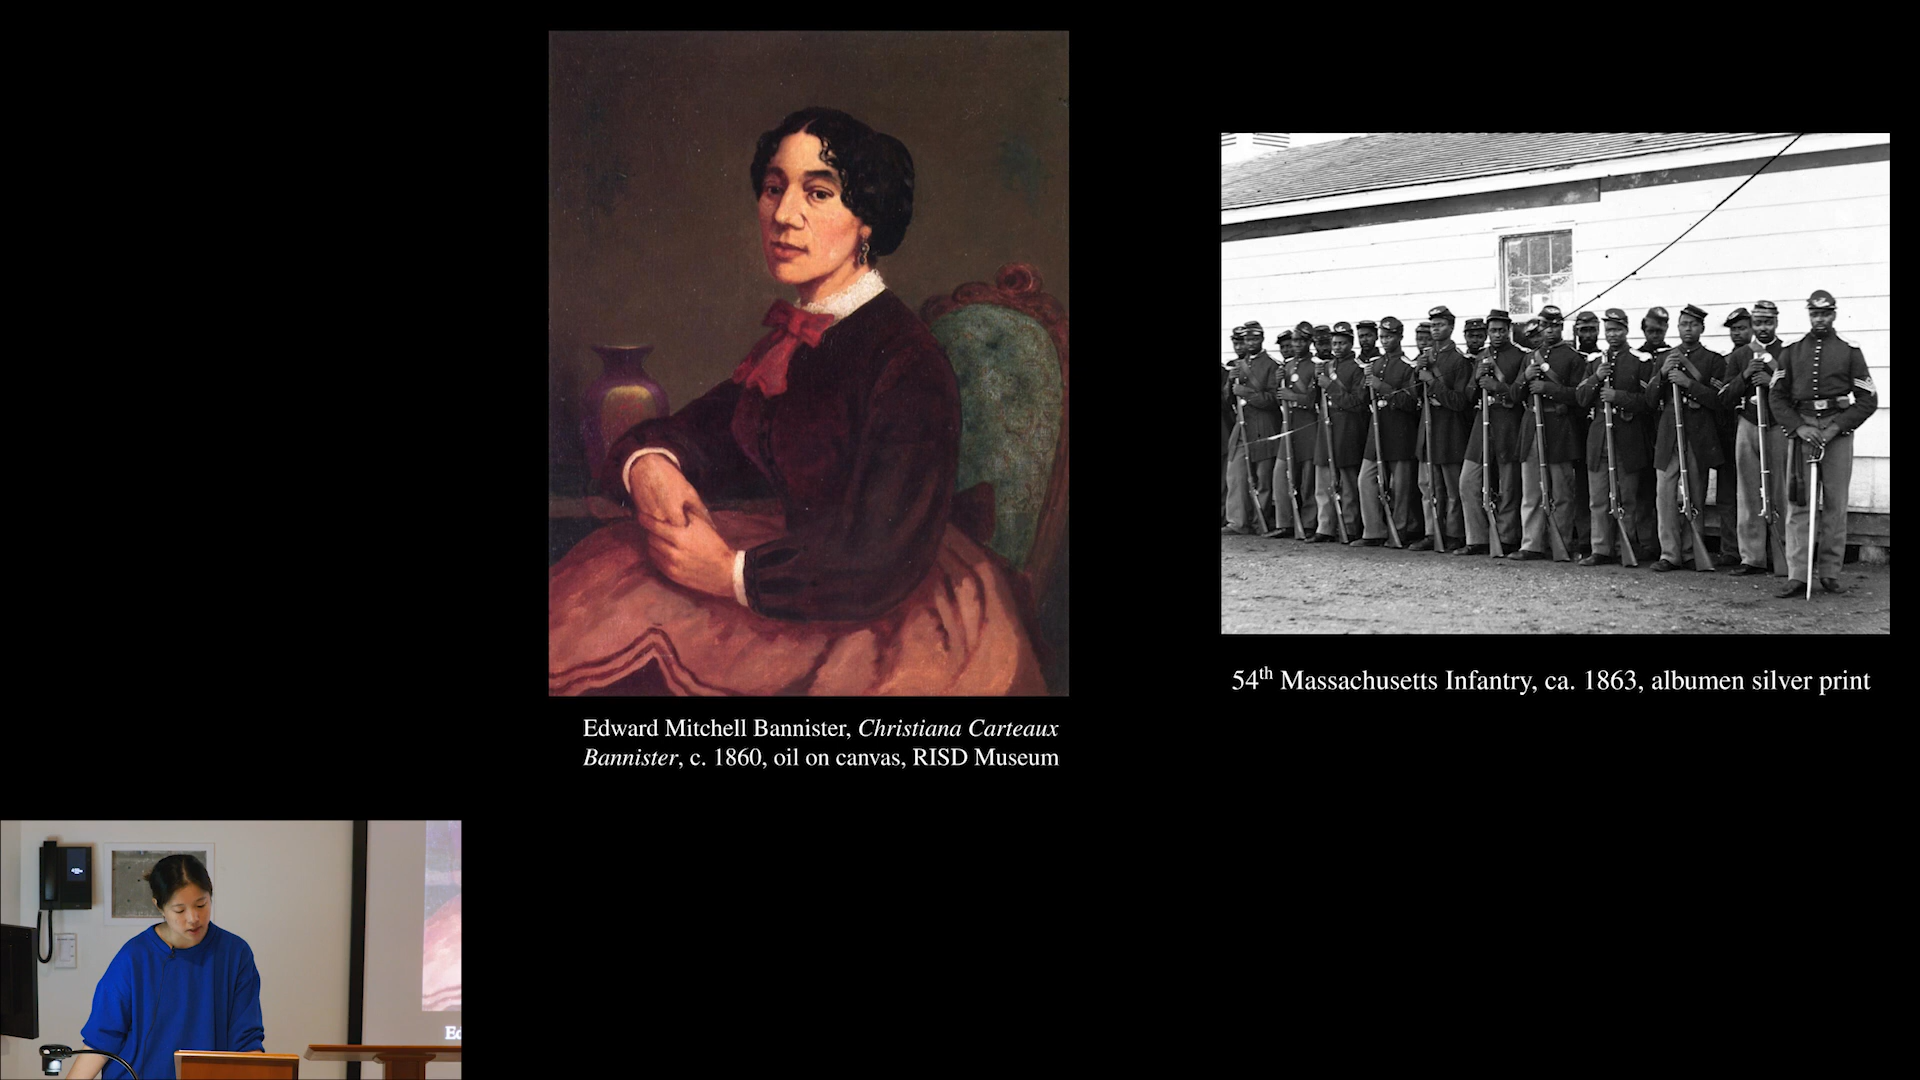 Edward Mitchell Bannister, Christiana Carteaux
Bannister, c. 1860, oil on canvas, RISD Museum
54th Massachusetts Infantry, ca. 1863, albumen silver print
Ed